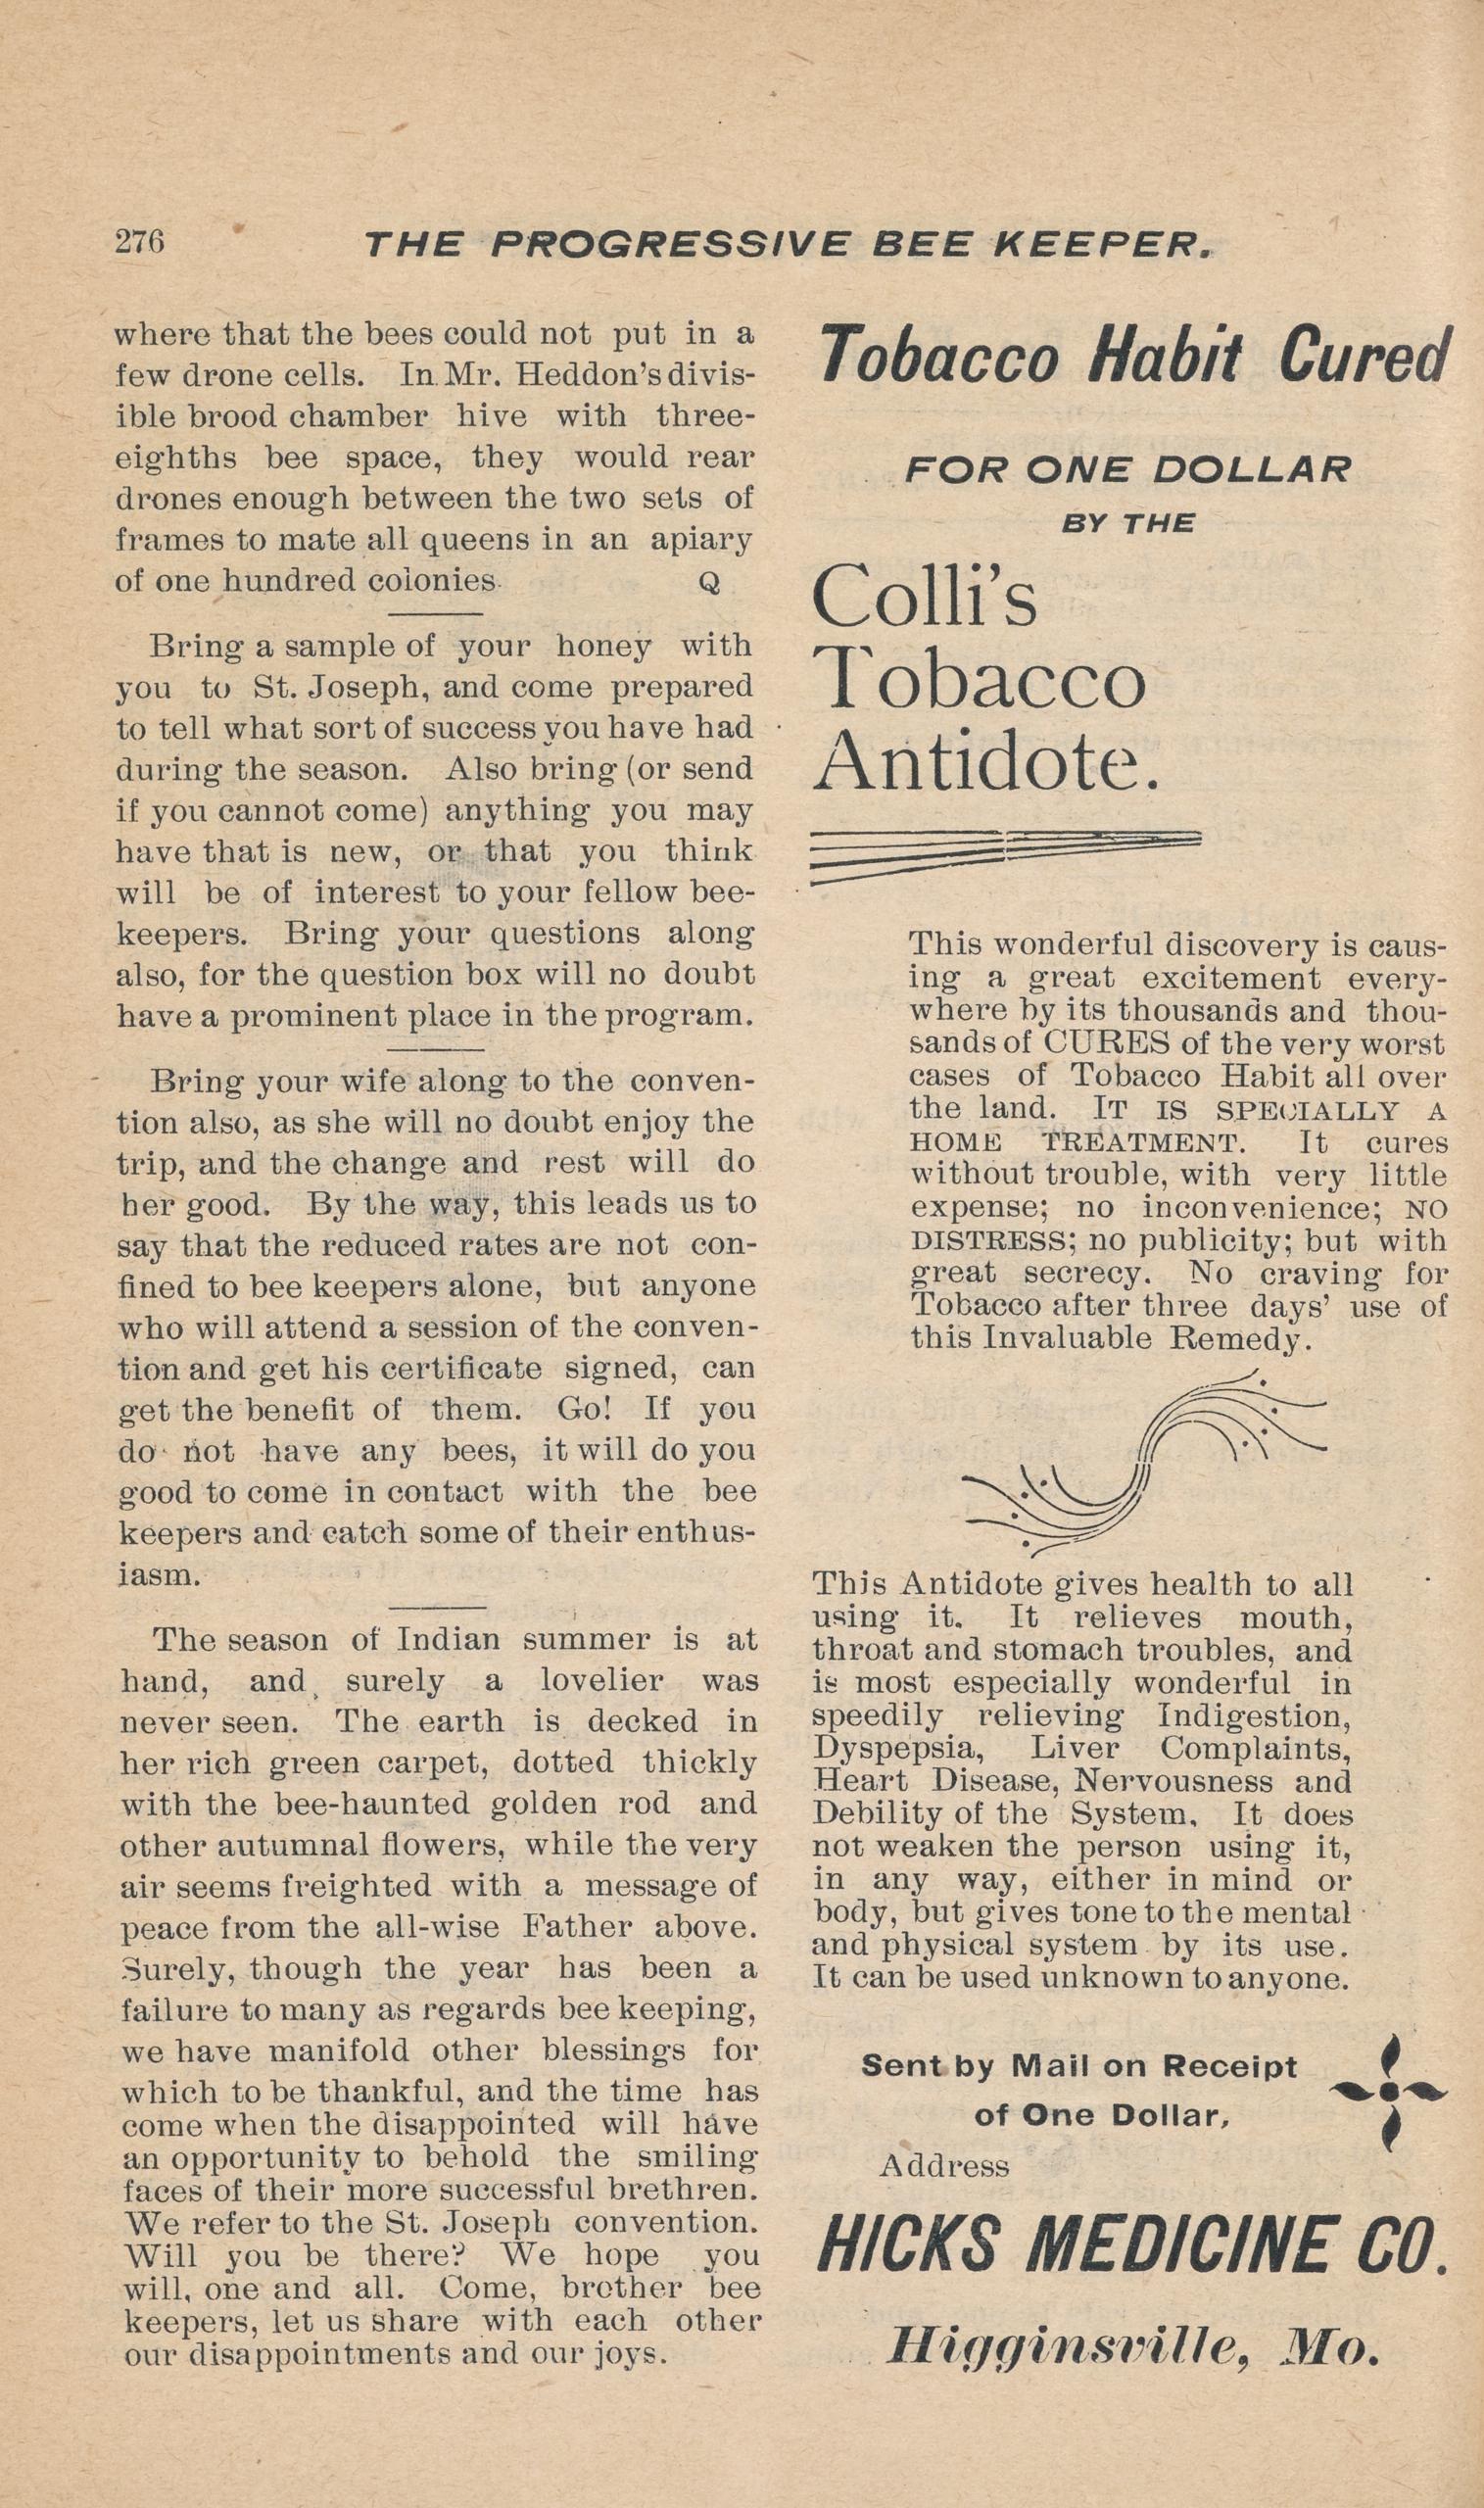 276
THE PROGRESSIVE BEE KEEPER.
where that the bees could not put in a
few drone cells. In Mr. Heddon's divis-
ible brood chamber hive with three-
eighths bee space, they would rear
drones enough between the two sets of
frames to mate all queens in an apiary
of one hundred colonies. Q
Bring a sample of your honey with
you to St. Joseph, and come prepared
to tell what sort of success you have had
during the season. Also bring (or send
if you cannot come) anything you may
have that is new, or that you think
will be of interest to your fellow bee-
keepers. Bring your questions along
also, for the question box will no doubt
have a prominent place in the program.
Bring your wife along to the conven-
tion also, as she will no doubt enjoy the
trip, and the change and rest will do
her good. By the way, this leads us to
say that the reduced rates are not con-
fined to bee keepers alone, but anyone
who will attend a session of the conven-
tion and get his certificate signed, can
get the benefit of them. Go! If you
do not have any bees, it will do you
good to come in contact with the bee
keepers and catch some of their enthus-
iasm.
The season of Indian summer is at
hand, and surely a lovelier was
never seen. The earth is decked in
her rich green carpet, dotted thickly
with the bee-haunted golden rod and
other autumnal flowers, while the very
air seems freighted with a message of
peace from the all-wise Father above.
Surely, though the year has been a
failure to many as regards bee keeping,
we have manifold other blessings for
which to be thankful, and the time has
come when the disappointed will have
an opportunity to behold the smiling
faces of their more successful brethren.
We refer to the St. Joseph convention.
Will you be there? We hope you
will, one and all. Come, brother bee
keepers, let us share with each other
our disappointments and our joys.
Tobacco Habit Cured
FOR ONE DOLLAR
BY THE
Colli's
Tobacco
Antidote.
This wonderful discovery is caus-
ing a great excitement every-
where by its thousands and thou-
sands of CURES of the very worst
cases of Tobacco Habit all over
the land. IT IS SPECIALLY A
HOME TREATMENT. It cures
without trouble, with very little
expense; no inconvenience; NO
DISTRESS; no publicity; but with
great secrecy. No craving for
Tobacco after three days' use of
this Invaluable Remedy.
This Antidote gives health to all
using it. It relieves mouth,
throat and stomach troubles, and
is most especially wonderful in
speedily relieving Indigestion,
Dyspepsia, Liver Complaints,
Heart Disease, Nervousness and
Debility of the System. It does
not weaken the person using it,
in any way, either in mind or
body, but gives tone to the mental
and physical system by its use.
It can be used unknown to anyone.
Sent by Mail on Receipt
of One Dollar,
Address
HICKS MEDICINE CO.
Higginsville, Mo.